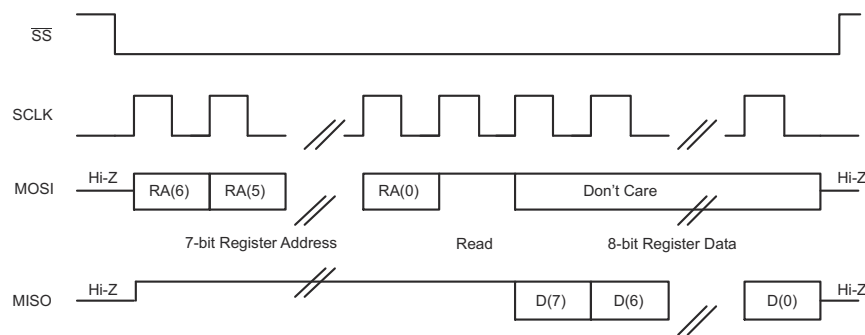 SS
SCLK
MOSI Hi-Z RA(6) RA(5) RA(0) Don't Care Hi-Z
7-bit Register Address Read 8-bit Register Data
MISO Hi-Z D(7) D(6) D(0) Hi-Z